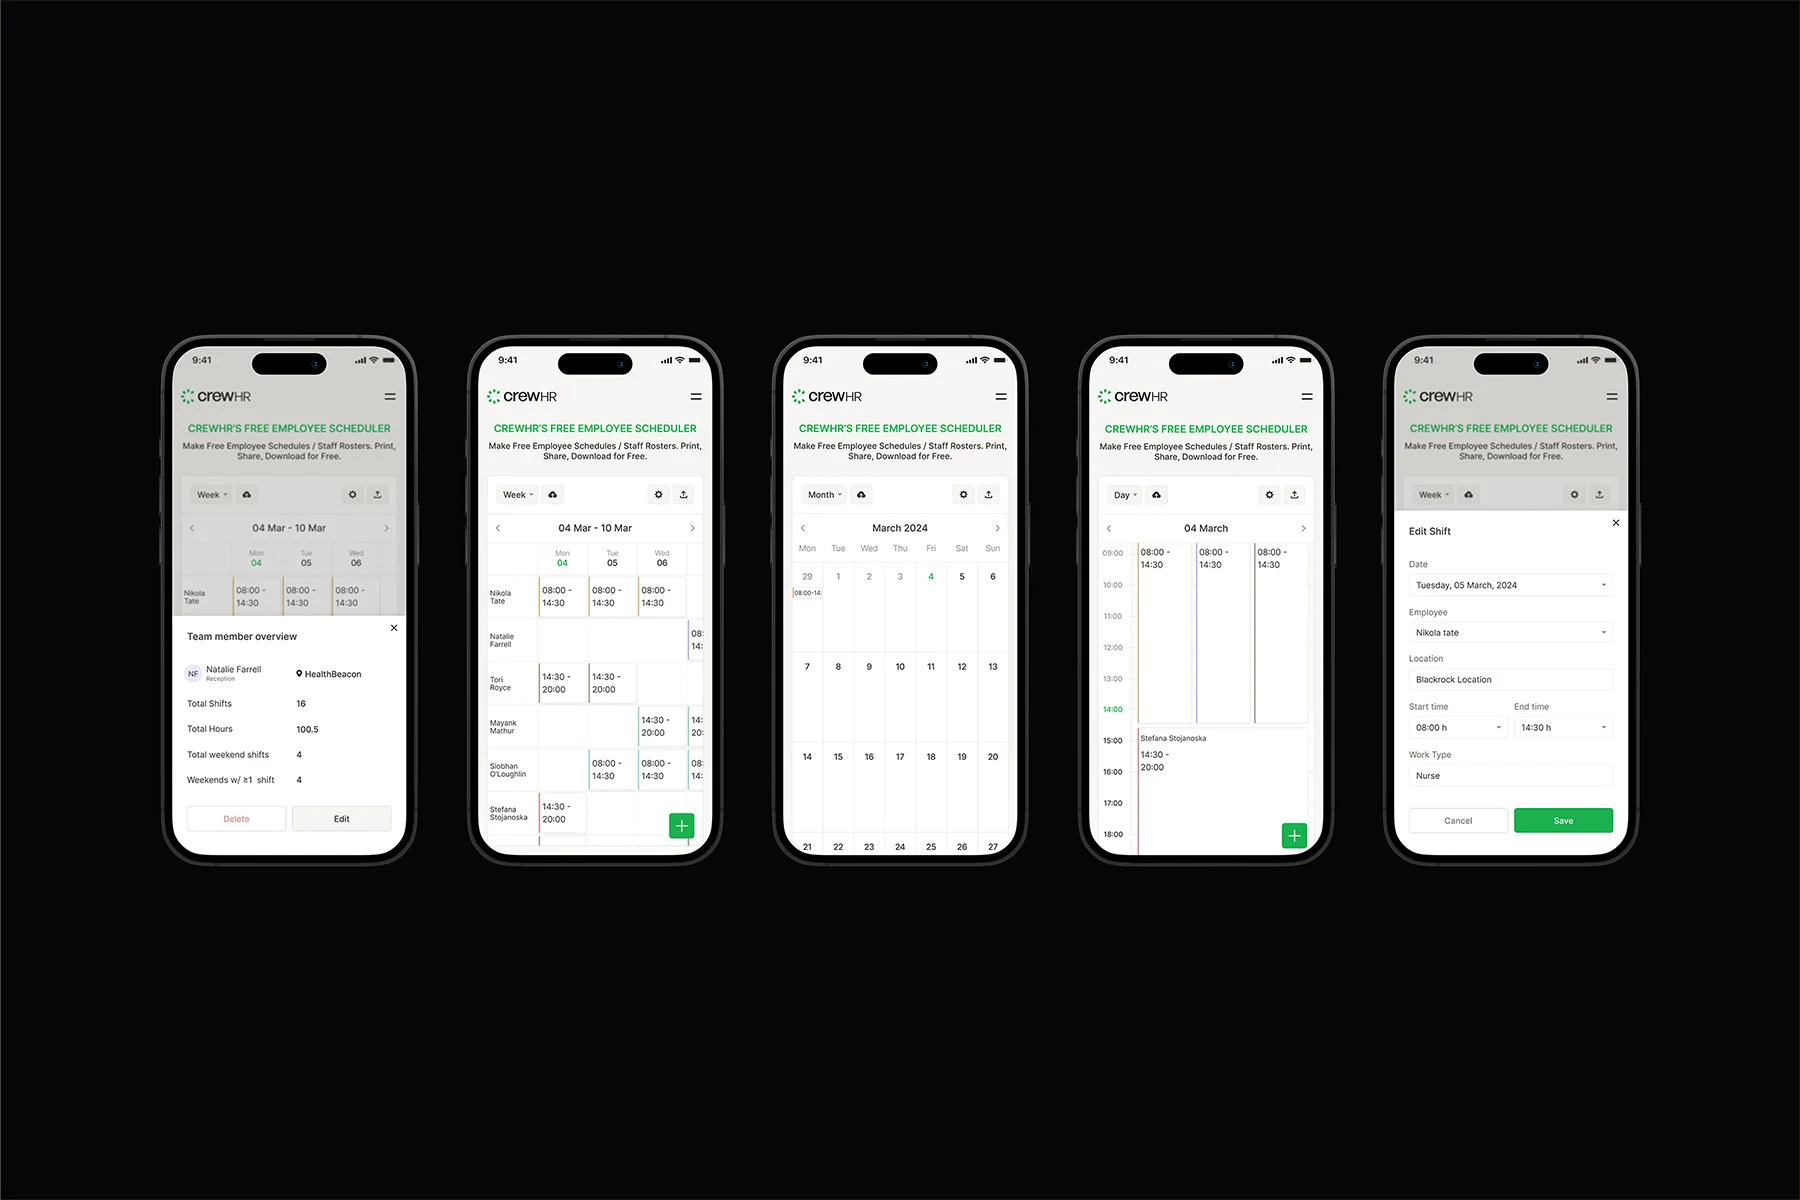 9:41
crewHR
CREWHR'S FREE EMPLOYEE SCHEDULER
Make Free Employee Schedules / Staff Rosters. Print,
Share, Download for Free.
Week
04 Mar - 10 Mar
Mon Tue Wed
04 05 06
Nikola
Tate
08:00 - 08:00 - 08:00 -
14:30 14:30 14:30
Team member overview
NF
Natalie Farrell
Reception
HealthBeacon
Total Shifts 16
Total Hours 100.5
Total weekend shifts 4
Weekends w/ ≥1 shift 4
Delete Edit
9:41
crewHR
CREWHR'S FREE EMPLOYEE SCHEDULER
Make Free Employee Schedules / Staff Rosters. Print,
Share, Download for Free.
Week
04 Mar - 10 Mar
Mon Tue Wed
04 05 06
Nikola
Tate
08:00 - 08:00 - 08:00 -
14:30 14:30 14:30
Natalie
Farrell
08:
14:
Tori
Royce
14:30 - 14:30 -
20:00 20:00
Mayank
Mathur
14:30 - 14:
20:00 20:
Siobhan
O'Loughlin
08:00 - 08:00 - 08:
14:30 14:30 14:
Stefana
Stojanoska
14:30 -
20:00
9:41
crewHR
CREWHR'S FREE EMPLOYEE SCHEDULER
Make Free Employee Schedules / Staff Rosters. Print,
Share, Download for Free.
Month
March 2024
Mon Tue Wed Thu Fri Sat Sun
29 1 2 3 4 5 6
08:00-14:
7 8 9 10 11 12 13
14 15 16 17 18 19 20
21 22 23 24 25 26 27
9:41
crewHR
CREWHR'S FREE EMPLOYEE SCHEDULER
Make Free Employee Schedules / Staff Rosters. Print,
Share, Download for Free.
Day
04 March
09:00
08:00 - 08:00 - 08:00 -
14:30 14:30 14:30
10:00
11:00
12:00
13:00
14:00
15:00
Stefana Stojanoska
14:30 -
20:00
16:00
17:00
18:00
9:41
crewHR
CREWHR'S FREE EMPLOYEE SCHEDULER
Make Free Employee Schedules / Staff Rosters. Print,
Share, Download for Free.
Week
Edit Shift
Date
Tuesday, 05 March, 2024
Employee
Nikola tate
Location
Blackrock Location
Start time End time
08:00 h 14:30 h
Work Type
Nurse
Cancel Save